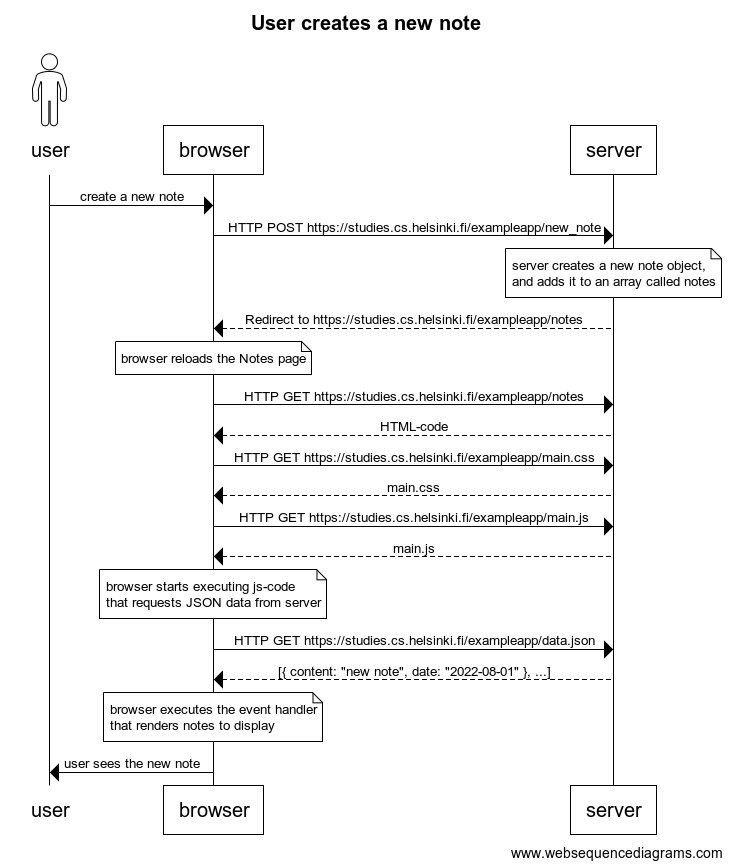 User creates a new note
user
browser
server
create a new note
HTTP POST https://studies.cs.helsinki.fi/exampleapp/new_note
server creates a new note object,
and adds it to an array called notes
Redirect to https://studies.cs.helsinki.fi/exampleapp/notes
browser reloads the Notes page
HTTP GET https://studies.cs.helsinki.fi/exampleapp/notes
HTML-code
HTTP GET https://studies.cs.helsinki.fi/exampleapp/main.css
main.css
HTTP GET https://studies.cs.helsinki.fi/exampleapp/main.js
main.js
browser starts executing js-code
that requests JSON data from server
HTTP GET https://studies.cs.helsinki.fi/exampleapp/data.json
[{ content: "new note", date: "2022-08-01" }, ...]
browser executes the event handler
that renders notes to display
user sees the new note
user
browser
server
www.websequencediagrams.com